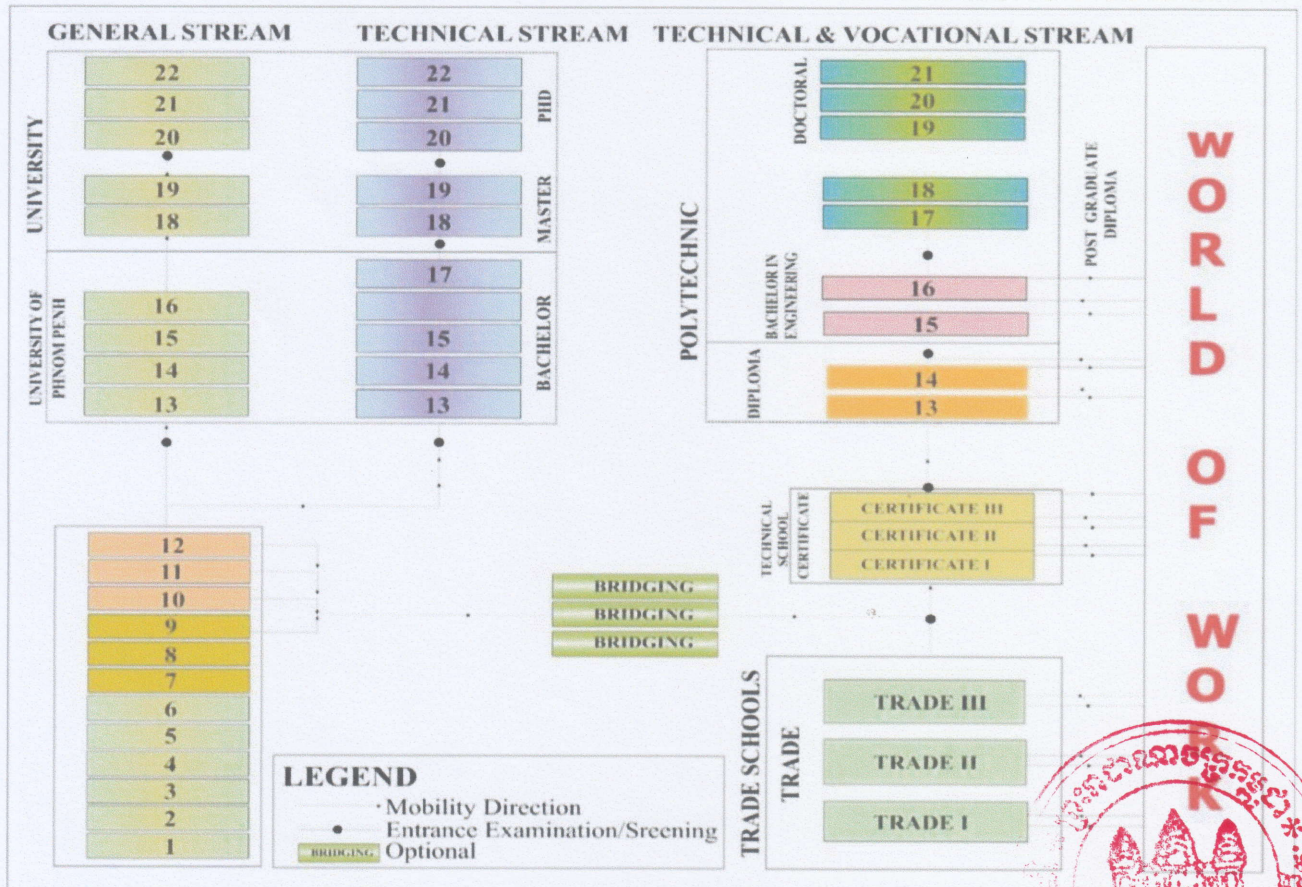 GENERAL STREAM
TECHNICAL STREAM
TECHNICAL & VOCATIONAL STREAM
UNIVERSITY
22
21
20
19
18
UNIVERSITY OF
PHNOM PENH
16
15
14
13
22
21
20
PHD
19
18
MASTER
17
15
14
13
BACHELOR
POLYTECHNIC
DOCTORAL
21
20
19
18
17
BACHELOR IN
ENGINEERING
16
15
DIPLOMA
14
13
POST GRADUATE
DIPLOMA
WORLD OF WORK
TECHNICAL
SCHOOL
CERTIFICATE
CERTIFICATE III
CERTIFICATE II
CERTIFICATE I
12
11
10
9
8
7
6
5
4
3
2
1
BRIDGING
BRIDGING
BRIDGING
TRADE SCHOOLS
TRADE
TRADE III
TRADE II
TRADE I
LEGEND
Mobility Direction
Entrance Examination/Sreening
BRIDGING Optional